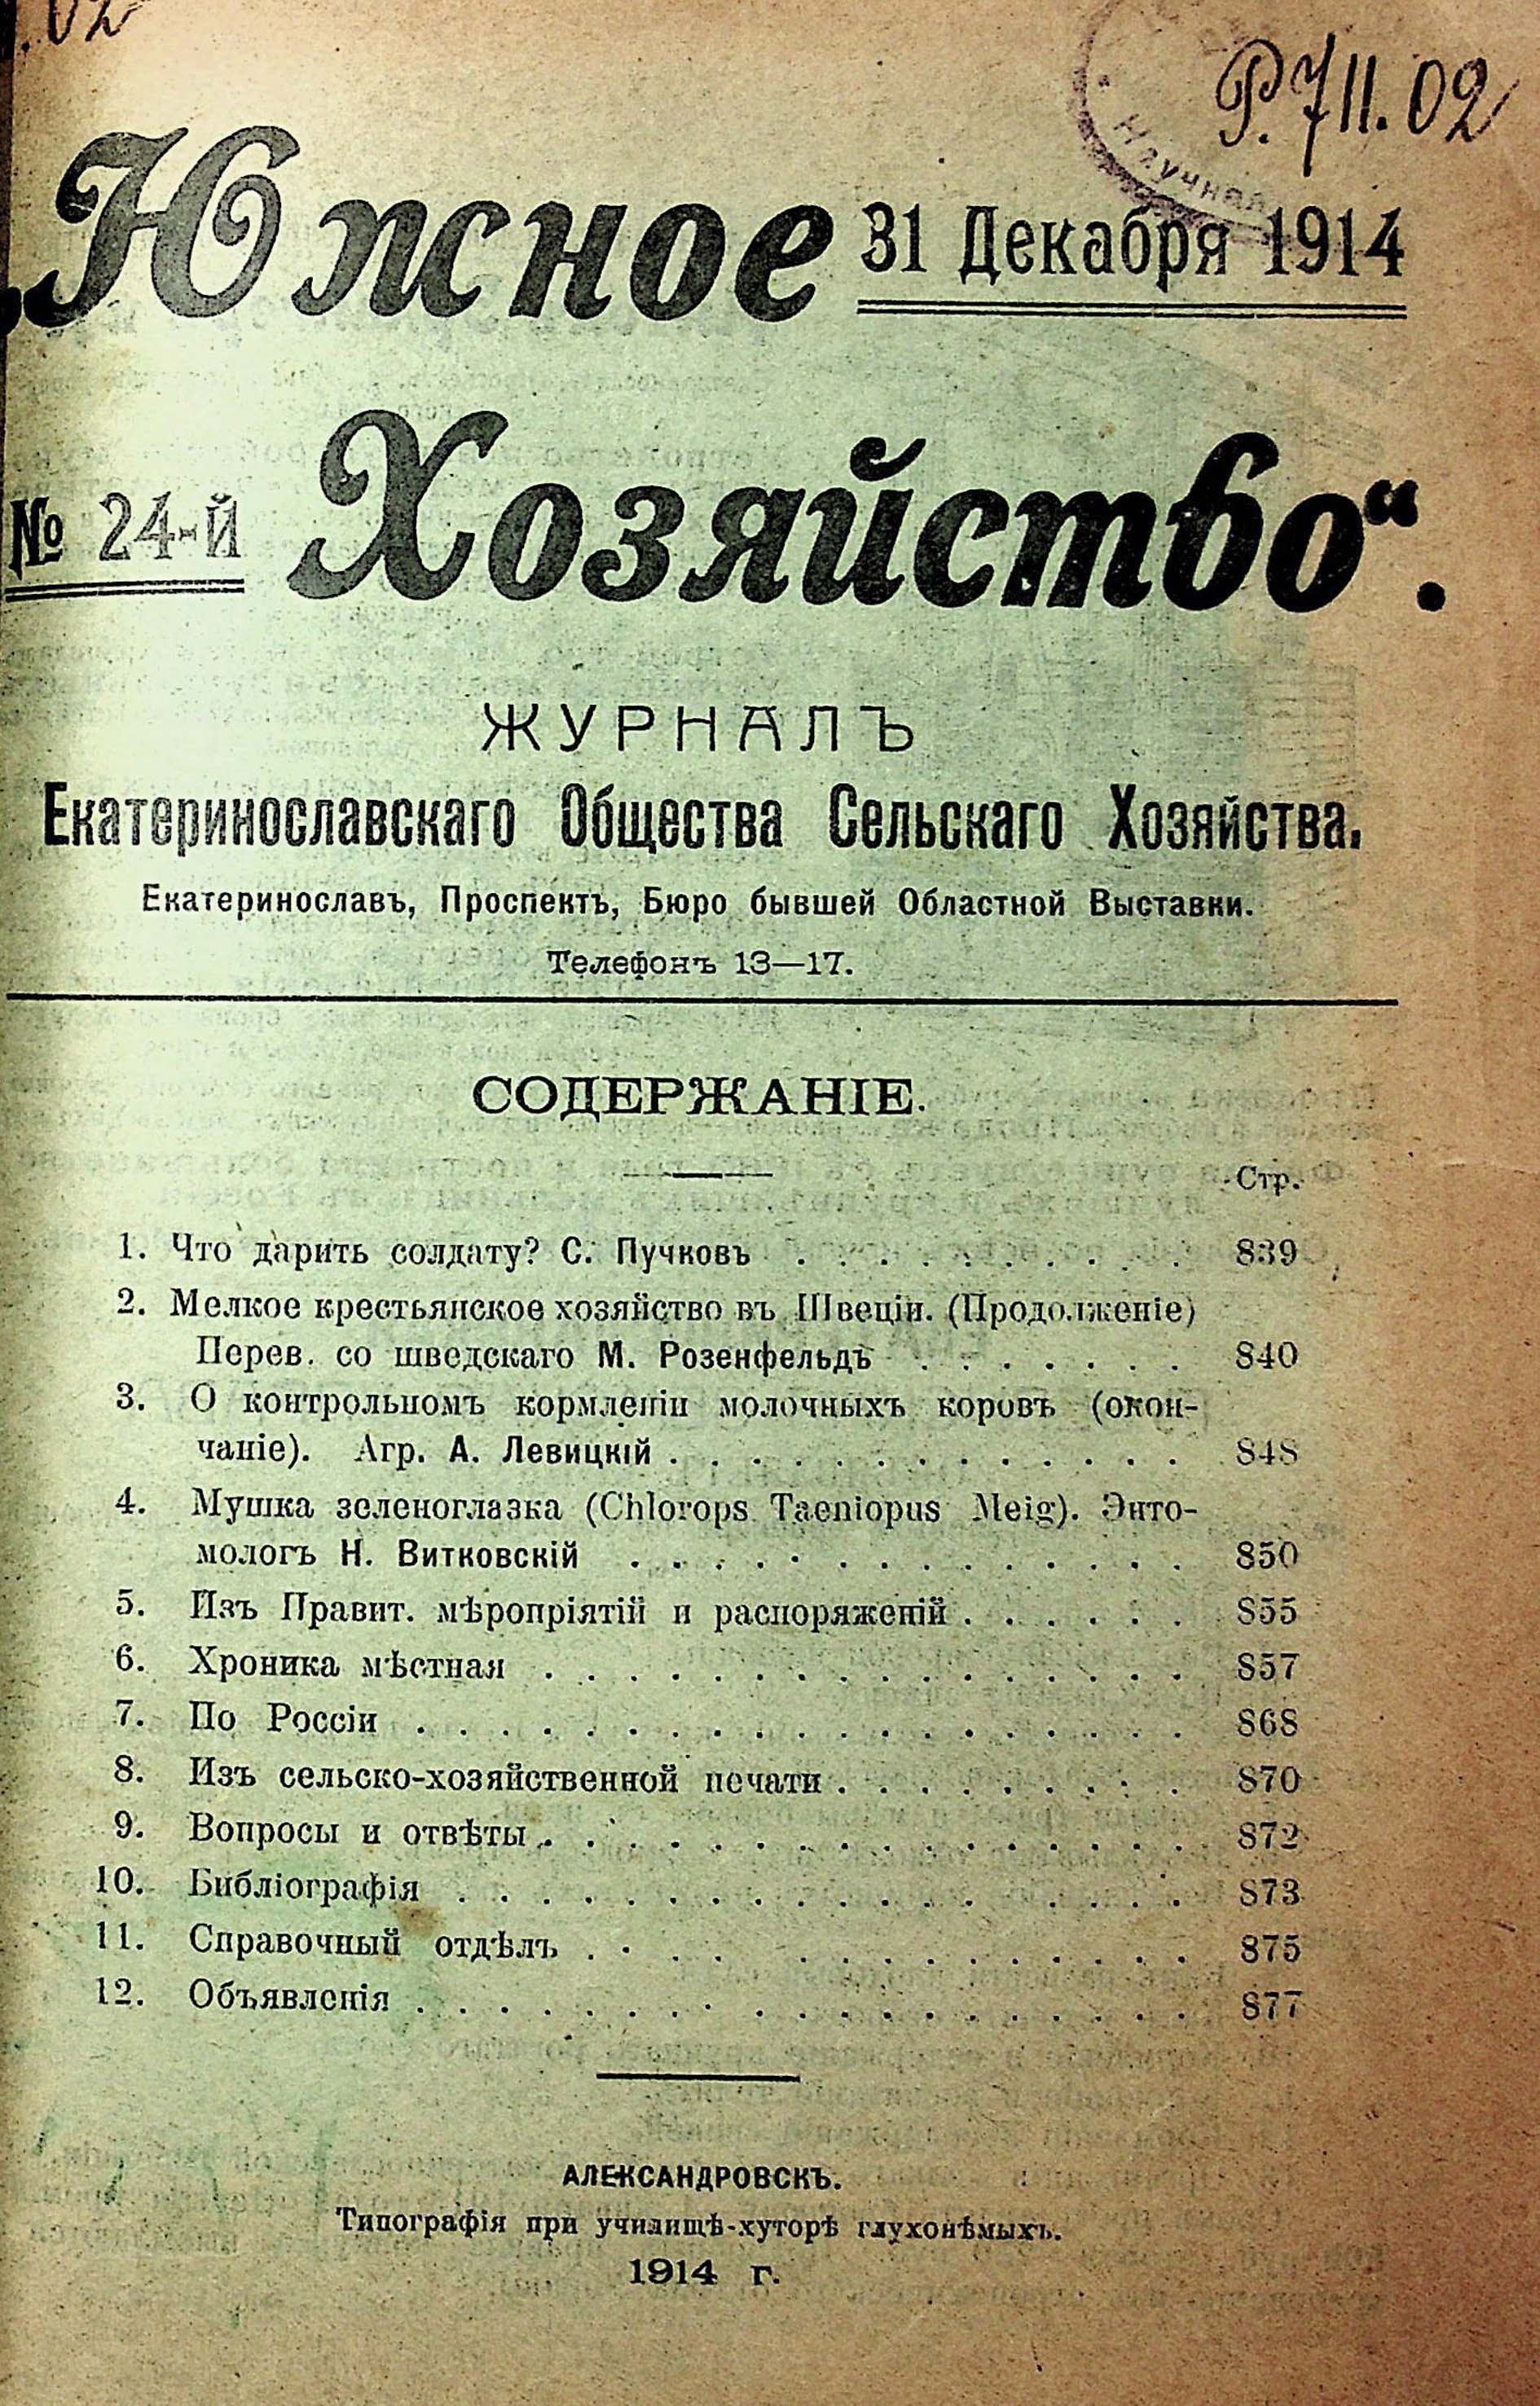 .02
Р.711.02
Научная
„Южное
31 Декабря 1914
№ 24-й
Хозяйство“.
ЖУРНАЛЪ
Екатеринославскаго Общества Сельскаго Хозяйства.
Екатеринославъ, Проспектъ, Бюро бывшей Областной Выставки.
Телефонъ 13—17.
СОДЕРЖАНІЕ.
Стр.
1. Что дарить солдату? С. Пучковъ . . . . . . . . . . 839
2. Мелкое крестьянское хозяйство въ Швеціи. (Продолженіе)
Перев. со шведскаго М. Розенфельдъ . . . . . . . 840
3. О контрольномъ кормленіи молочныхъ коровъ (окон-
чаніе). Агр. А. Левицкій . . . . . . . . . . . . . 848
4. Мушка зеленоглазка (Chlorops Taeniopus Meig). Энто-
мологъ Н. Витковскій . . . . . . . . . . . . . . 850
5. Изъ Правит. мѣропріятій и распоряженій . . . . . . 855
6. Хроника мѣстная . . . . . . . . . . . . . . . . 857
7. По Россіи . . . . . . . . . . . . . . . . . . . 868
8. Изъ сельско-хозяйственной печати . . . . . . . . . 870
9. Вопросы и отвѣты . . . . . . . . . . . . . . . . 872
10. Библіографія . . . . . . . . . . . . . . . . . 873
11. Справочный отдѣлъ . . . . . . . . . . . . . . 875
12. Объявленія . . . . . . . . . . . . . . . . . . . 877
АЛЕКСАНДРОВСКЪ.
Типографія при училищѣ-хуторѣ глухонѣмыхъ.
1914 г.